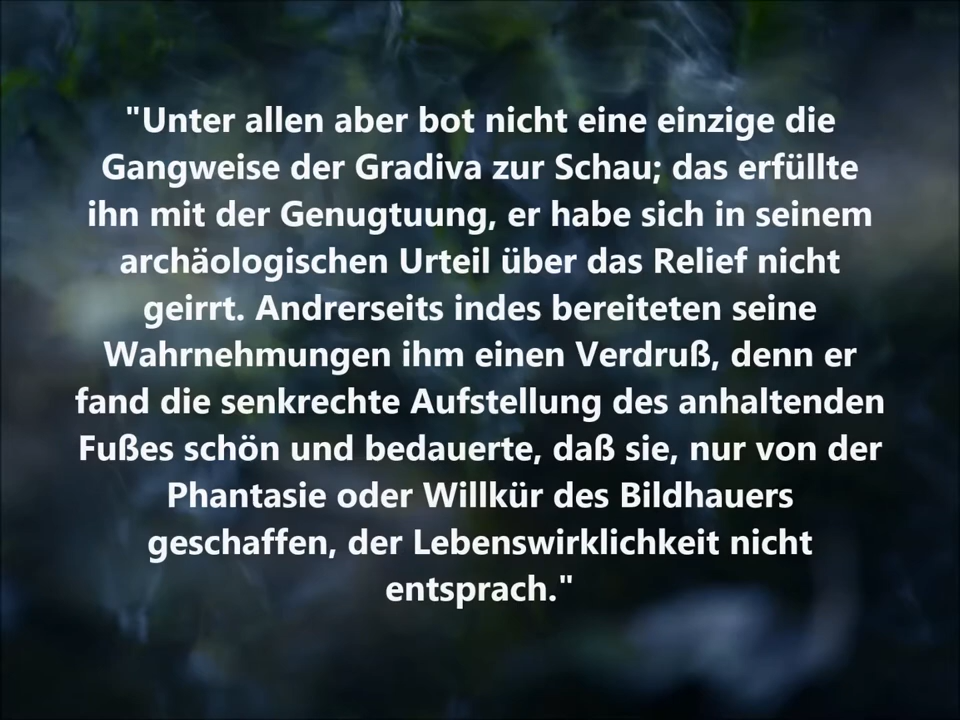 "Unter allen aber bot nicht eine einzige die
Gangweise der Gradiva zur Schau; das erfüllte
ihn mit der Genugtuung, er habe sich in seinem
archäologischen Urteil über das Relief nicht
geirrt. Andrerseits indes bereiteten seine
Wahrnehmungen ihm einen Verdruß, denn er
fand die senkrechte Aufstellung des anhaltenden
Fußes schön und bedauerte, daß sie, nur von der
Phantasie oder Willkür des Bildhauers
geschaffen, der Lebenswirklichkeit nicht
entsprach."